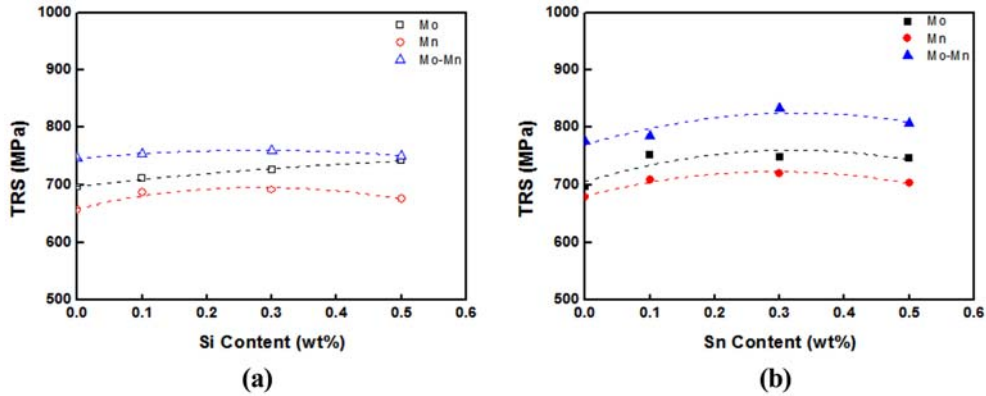 1000
900
800
700
600
500
TRS (MPa)
0.0 0.1 0.2 0.3 0.4 0.5 0.6
Si Content (wt%)
Mo
Mn
Mo-Mn
(a)
1000
900
800
700
600
500
TRS (MPa)
0.0 0.1 0.2 0.3 0.4 0.5 0.6
Sn Content (wt%)
Mo
Mn
Mo-Mn
(b)